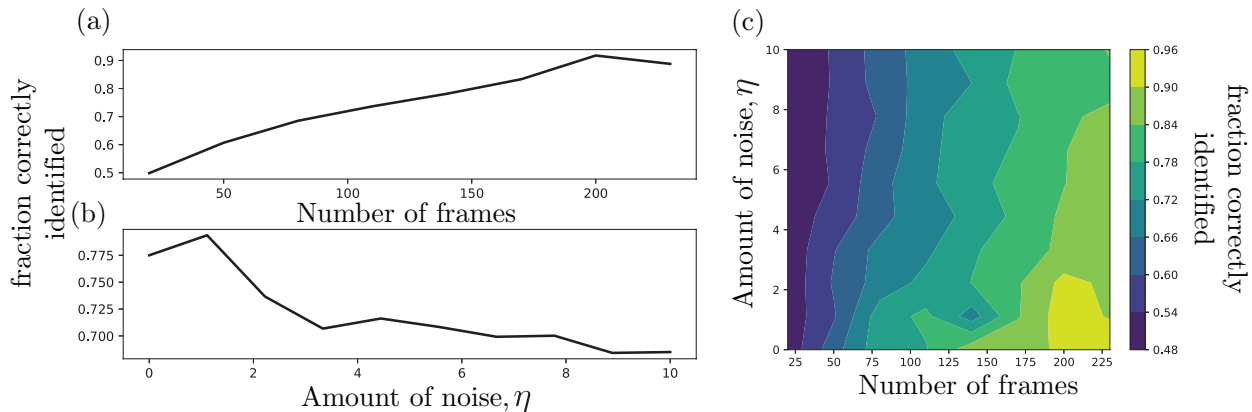 (a)
fraction correctly
identified
0.9
0.8
0.7
0.6
0.5
50 100 150 200
Number of frames
(b)
0.775
0.750
0.725
0.700
0 2 4 6 8 10
Amount of noise, η
(c)
Amount of noise, η
10
8
6
4
2
0
25 50 75 100 125 150 175 200 225
Number of frames
0.96
0.90
0.84
0.78
0.72
0.66
0.60
0.54
0.48
fraction correctly
identified